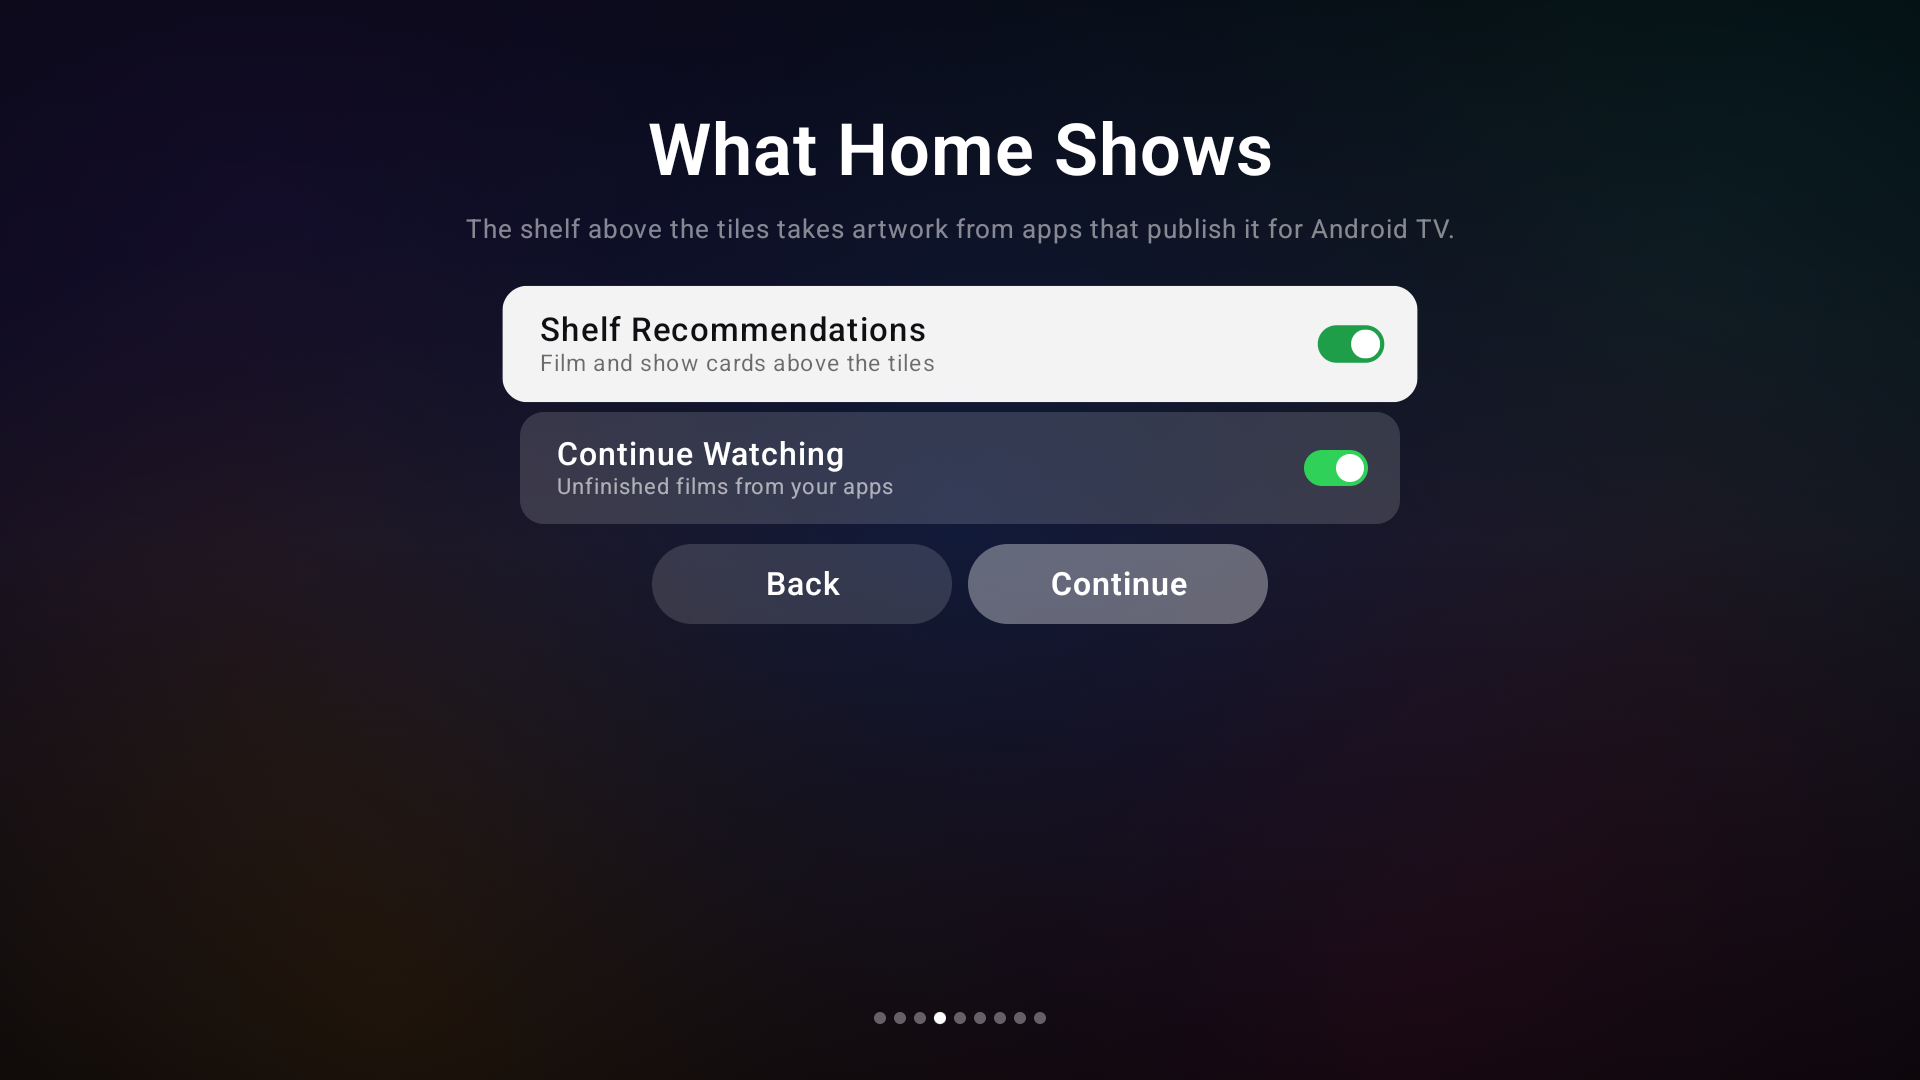 What Home Shows
The shelf above the tiles takes artwork from apps that publish it for Android TV.
Shelf Recommendations
Film and show cards above the tiles
Continue Watching
Unfinished films from your apps
Back
Continue